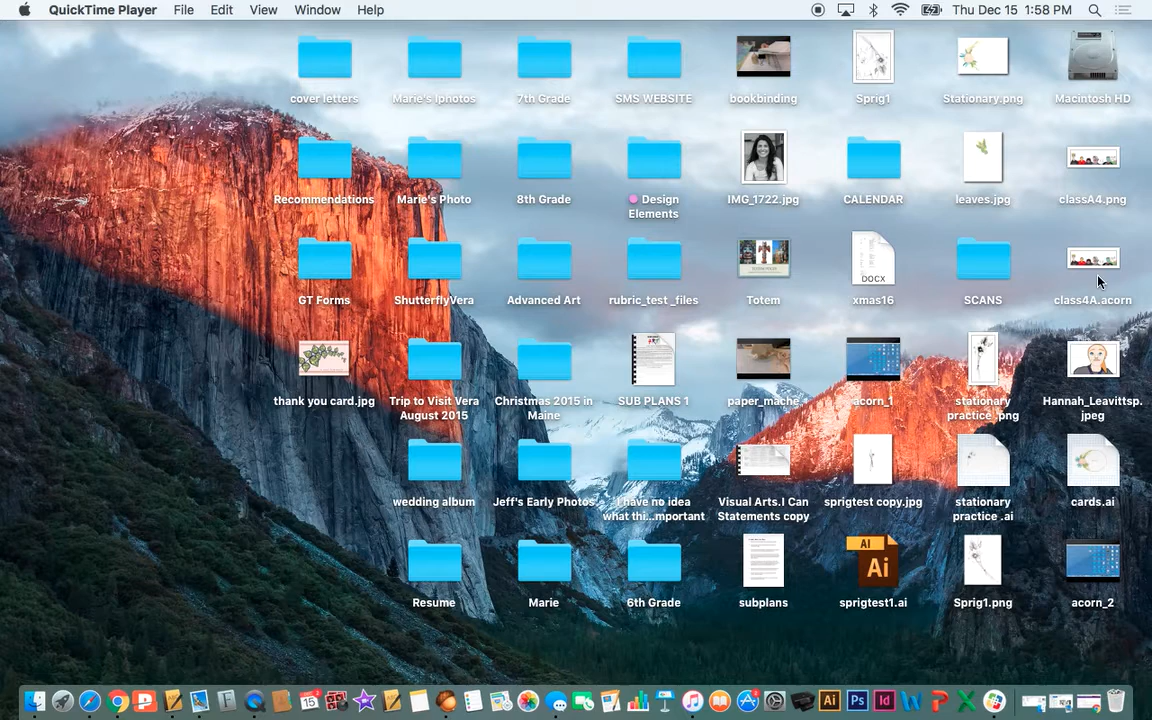 QuickTime Player File Edit View Window Help Thu Dec 15 1:58 PM
cover letters Marie's Iphotos 7th Grade SMS WEBSITE bookbinding Sprig1 Stationary.png Macintosh HD
Recommendations Marie's Photo 8th Grade Design IMG_1722.jpg CALENDAR leaves.jpg classA4.png
Elements
GT Forms ShutterflyVera Advanced Art rubric_test_files Totem xmas16 SCANS class4A.acorn
DOCX
thank you card.jpg Trip to Visit Vera Christmas 2015 in SUB PLANS 1 paper_mache acorn_1 stationary Hannah_Leavittsp.
August 2015 Maine practice .png jpeg
wedding album Jeff's Early Photos I have no idea Visual Arts.I Can sprigtest copy.jpg stationary cards.ai
what thi...mportant Statements copy practice .ai
AI
Ai
Resume Marie 6th Grade subplans sprigtest1.ai Sprig1.png acorn_2
15 Ai Ps Id